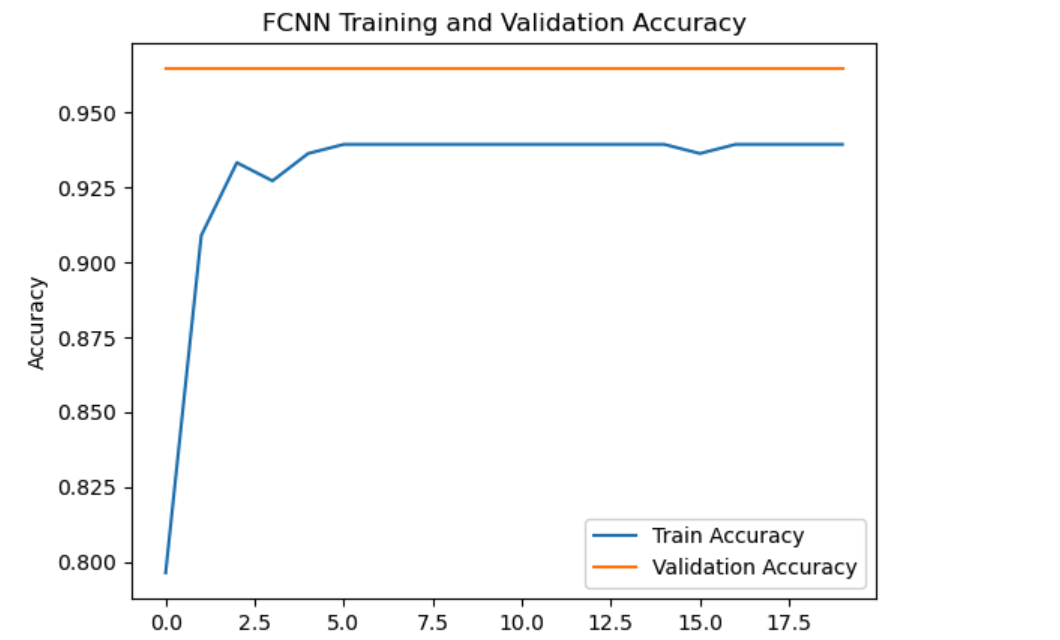 FCNN Training and Validation Accuracy
0.950
0.925
0.900
0.875
0.850
0.825
0.800
Accuracy
Train Accuracy
Validation Accuracy
0.0 2.5 5.0 7.5 10.0 12.5 15.0 17.5